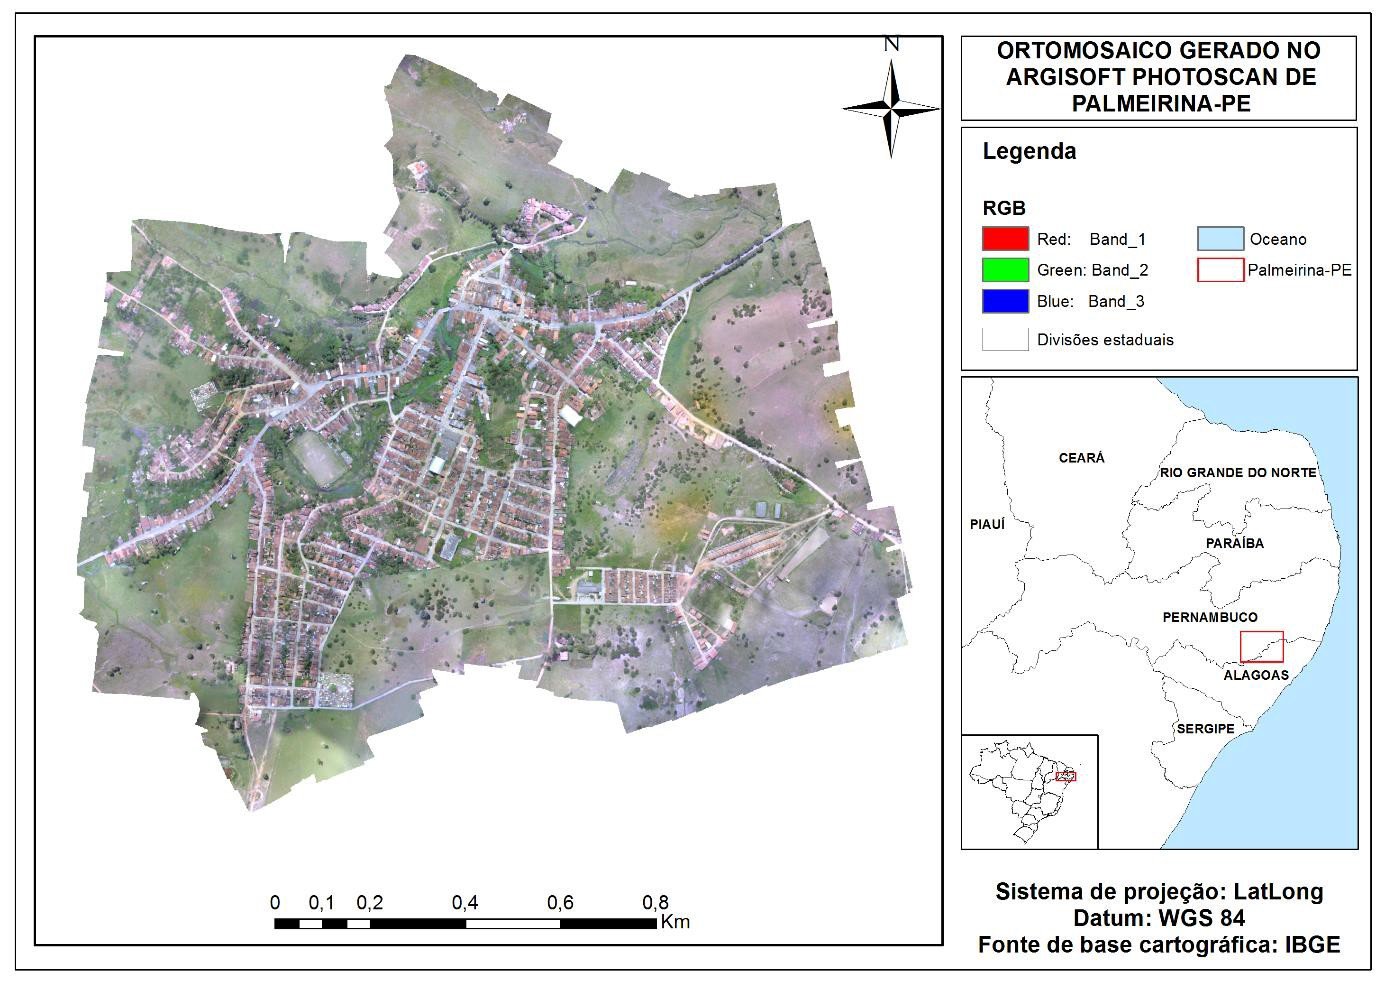 N
ORTOMOSAICO GERADO NO
ARGISOFT PHOTOSCAN DE
PALMEIRINA-PE
Legenda
RGB
Red: Band_1
Green: Band_2
Blue: Band_3
Divisões estaduais
Oceano
Palmeirina-PE
CEARÁ
RIO GRANDE DO NORTE
PIAUÍ
PARAÍBA
PERNAMBUCO
ALAGOAS
SERGIPE
0 0,1 0,2 0,4 0,6 0,8
Km
Sistema de projeção: LatLong
Datum: WGS 84
Fonte de base cartográfica: IBGE